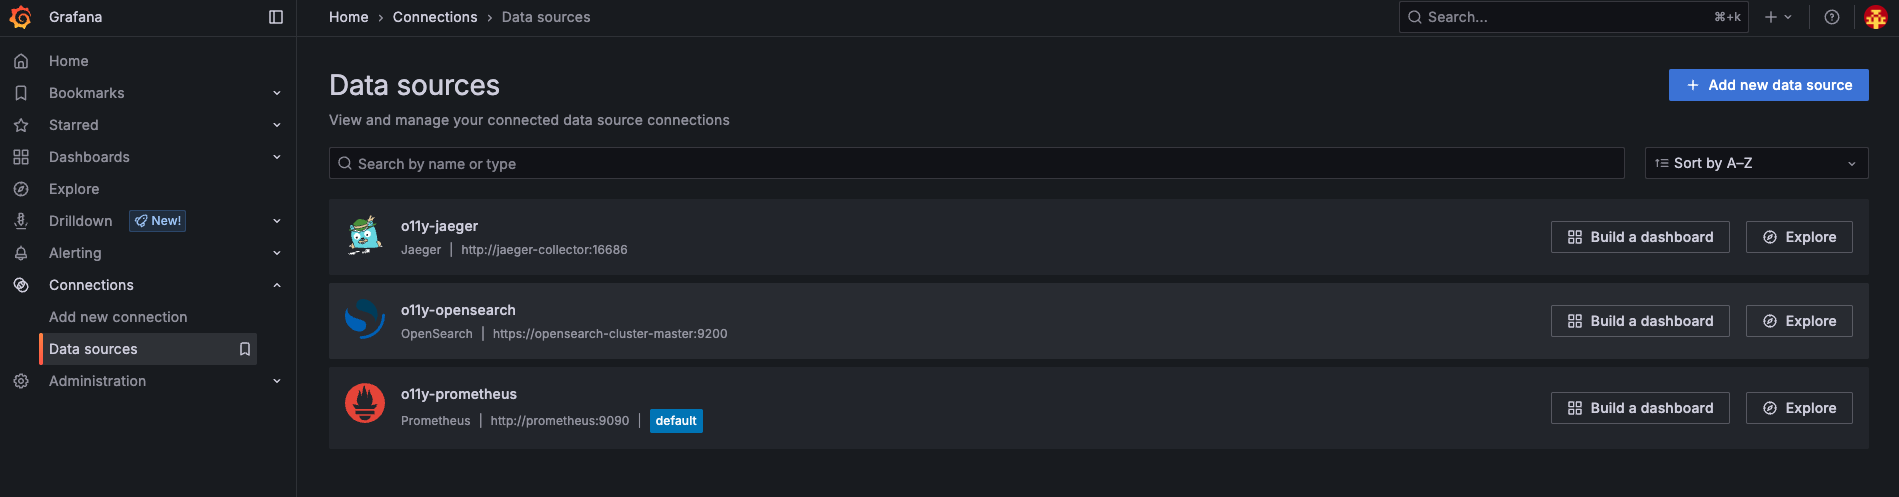 Grafana
Home › Connections › Data sources
Search...
⌘+k
Home
Bookmarks
Starred
Dashboards
Explore
Drilldown New!
Alerting
Connections
Add new connection
Data sources
Administration
Data sources
Add new data source
View and manage your connected data source connections
Search by name or type
Sort by A–Z
o11y-jaeger
Jaeger | http://jaeger-collector:16686
Build a dashboard
Explore
o11y-opensearch
OpenSearch | https://opensearch-cluster-master:9200
Build a dashboard
Explore
o11y-prometheus
Prometheus | http://prometheus:9090 | default
Build a dashboard
Explore